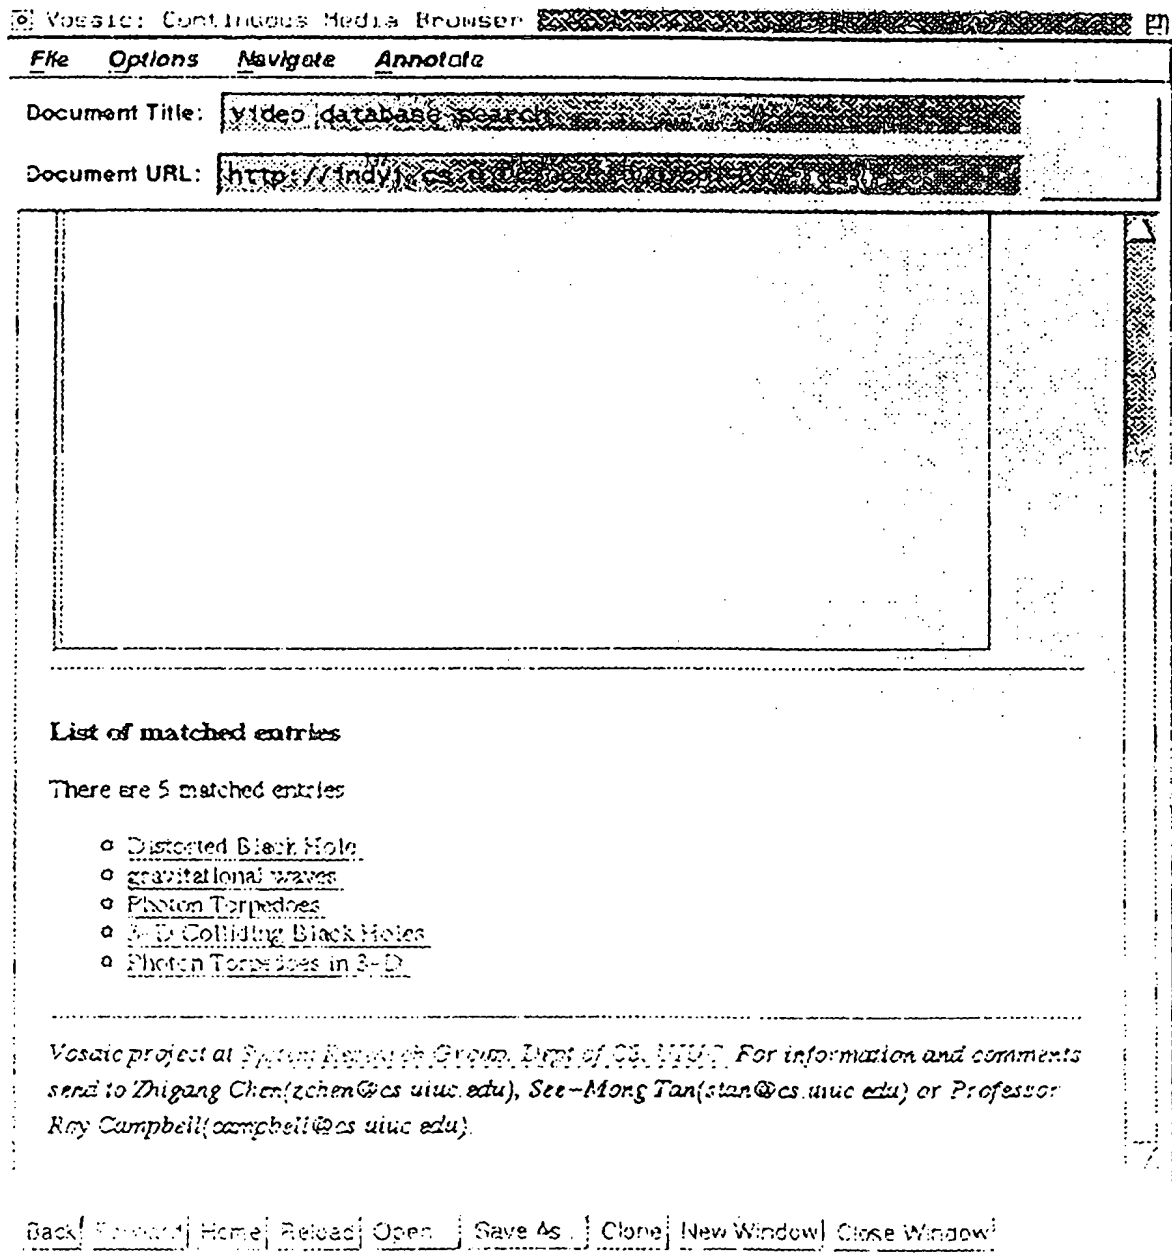 Vosaic: Continuous Media Browser
File Options Navigate Annotate
Document Title: video database search
Document URL: http://indy1.cs.
List of matched entries
There are 5 matched entries
Distorted Black Hole
gravitational waves
Photon Torpedoes
3-D Colliding Black Holes
Photon Torpedoes in 3-D
Vosaic project at System Research Group, Dept of CS, UIUC. For information and comments
send to Zhigang Chen(zchen@cs.uiuc.edu), See-Mong Tan(stan@cs.uiuc.edu) or Professor
Roy Campbell(campbell@cs.uiuc.edu).
Back Forward Home Reload Open... Save As... Clone New Window Close Window